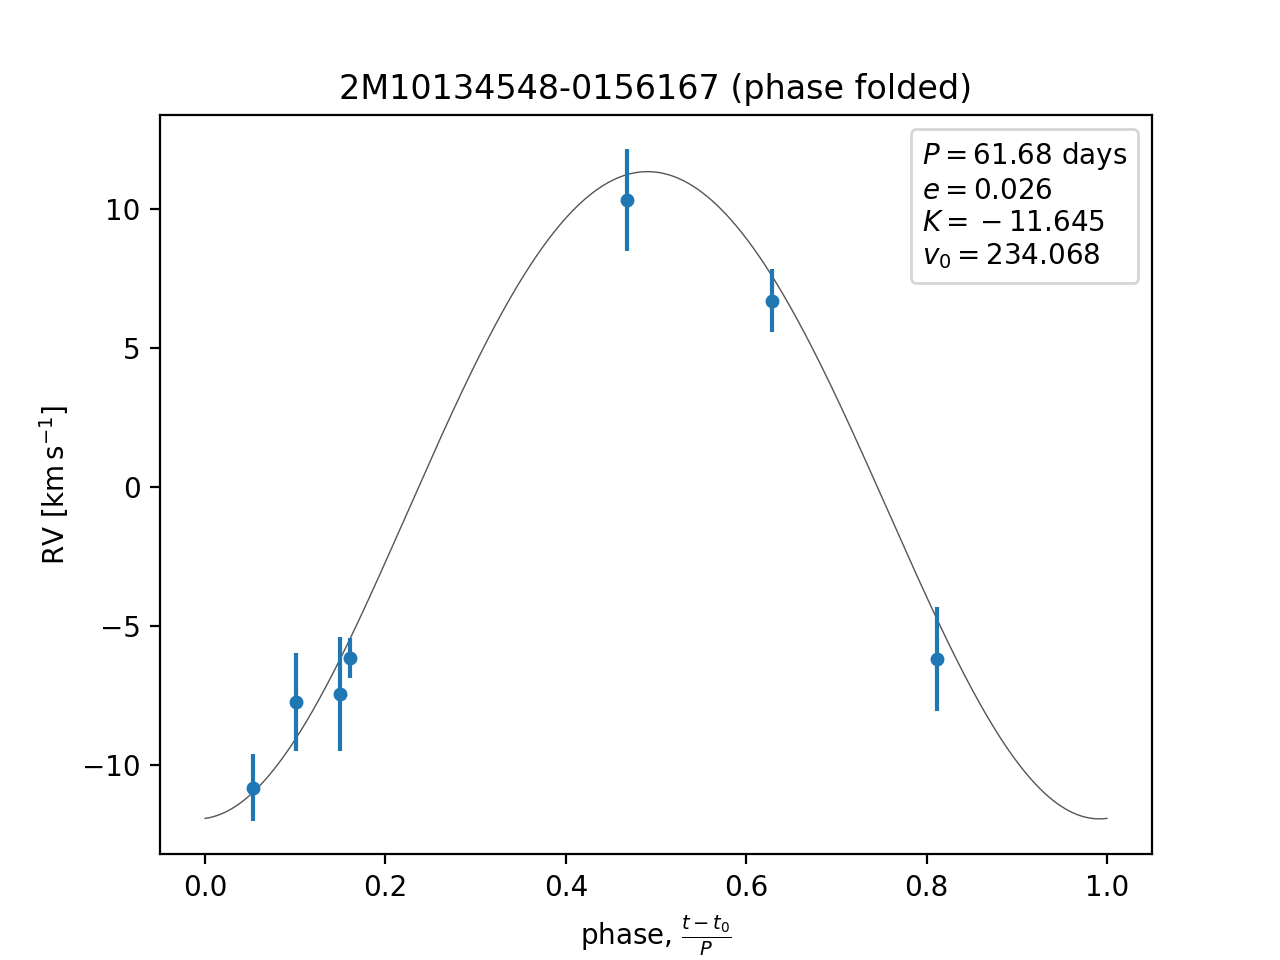 2M10134548-0156167 (phase folded)
P = 61.68 days
e = 0.026
K = −11.645
v₀ = 234.068
RV [km s⁻¹]
10
5
0
−5
−10
0.0 0.2 0.4 0.6 0.8 1.0
phase, (t − t₀)/P